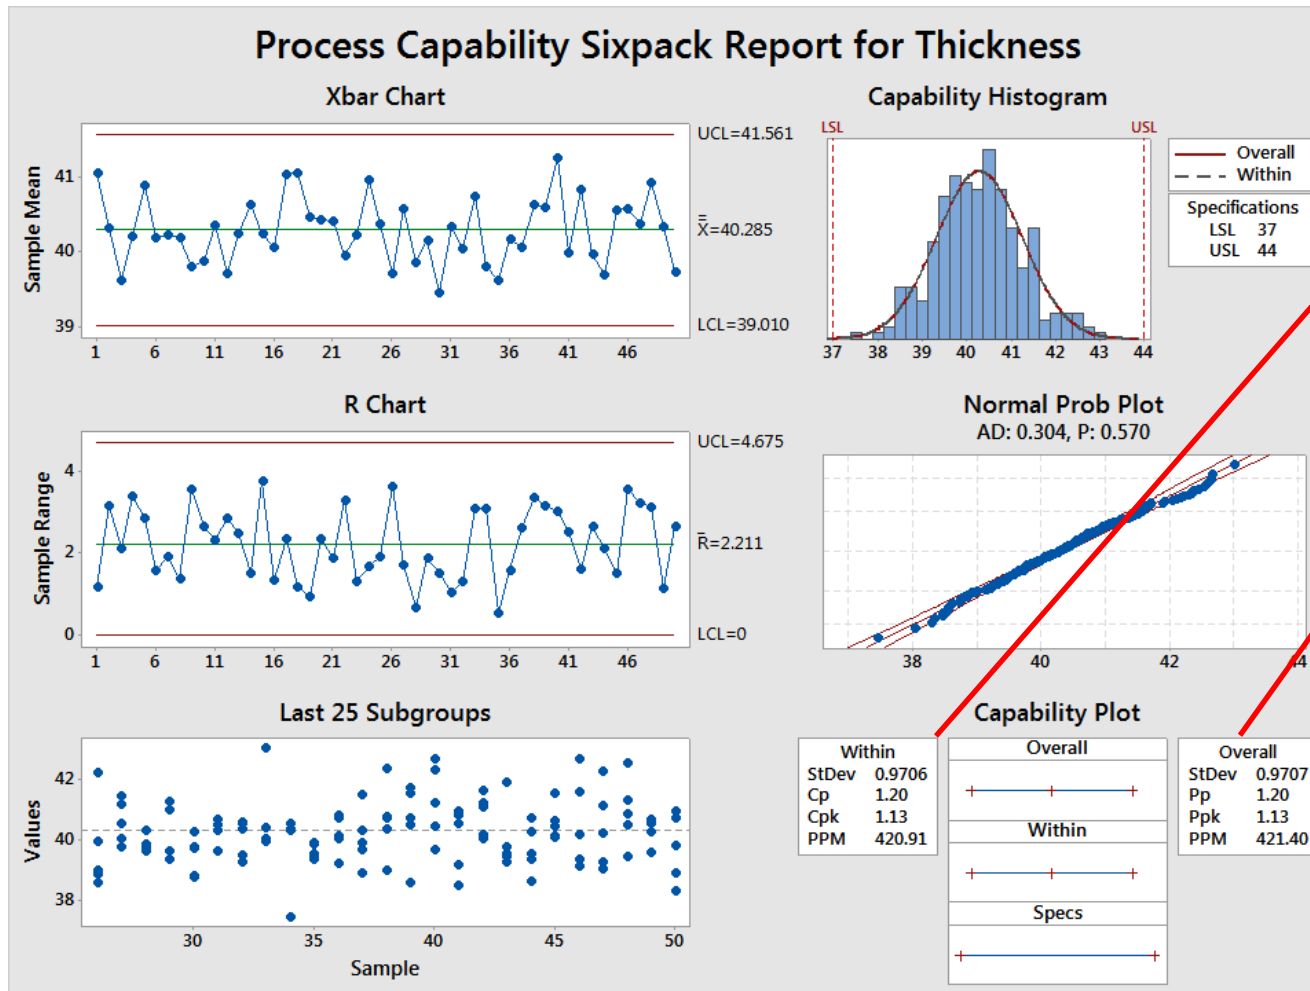 Process Capability Sixpack Report for Thickness
Xbar Chart
Sample Mean
41
40
39
1 6 11 16 21 26 31 36 41 46
UCL=41.561
X̿=40.285
LCL=39.010
Capability Histogram
LSL USL
37 38 39 40 41 42 43 44
Overall
Within
Specifications
LSL 37
USL 44
R Chart
Sample Range
4
2
0
1 6 11 16 21 26 31 36 41 46
UCL=4.675
R̄=2.211
LCL=0
Normal Prob Plot
AD: 0.304, P: 0.570
38 40 42 44
Last 25 Subgroups
Values
42
40
38
30 35 40 45 50
Sample
Capability Plot
Within
StDev 0.9706
Cp 1.20
Cpk 1.13
PPM 420.91
Overall
Within
Specs
Overall
StDev 0.9707
Pp 1.20
Ppk 1.13
PPM 421.40